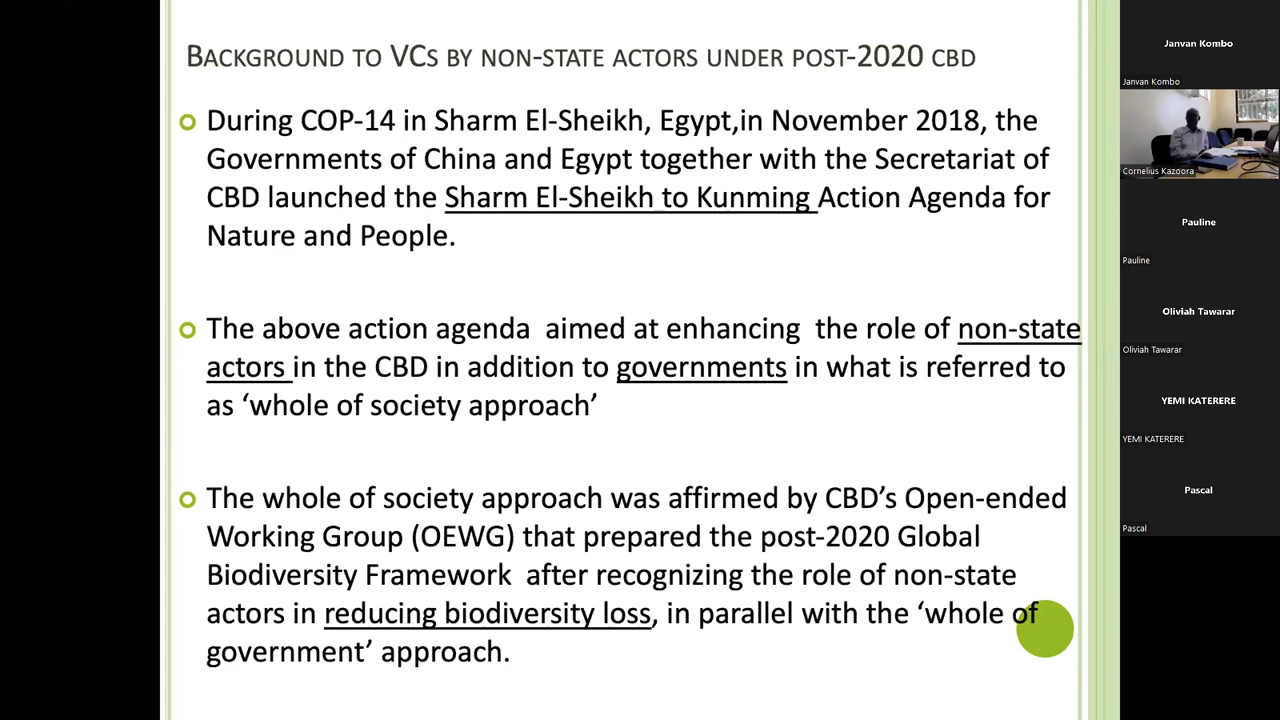 BACKGROUND TO VCS BY NON-STATE ACTORS UNDER POST-2020 CBD
During COP-14 in Sharm El-Sheikh, Egypt,in November 2018, the
Governments of China and Egypt together with the Secretariat of
CBD launched the Sharm El-Sheikh to Kunming Action Agenda for
Nature and People.
The above action agenda aimed at enhancing the role of non-state
actors in the CBD in addition to governments in what is referred to
as ‘whole of society approach’
The whole of society approach was affirmed by CBD’s Open-ended
Working Group (OEWG) that prepared the post-2020 Global
Biodiversity Framework after recognizing the role of non-state
actors in reducing biodiversity loss, in parallel with the ‘whole of
government’ approach.
Janvan Kombo
Janvan Kombo
Cornelius Kazoora
Pauline
Pauline
Oliviah Tawarar
Oliviah Tawarar
YEMI KATERERE
YEMI KATERERE
Pascal
Pascal